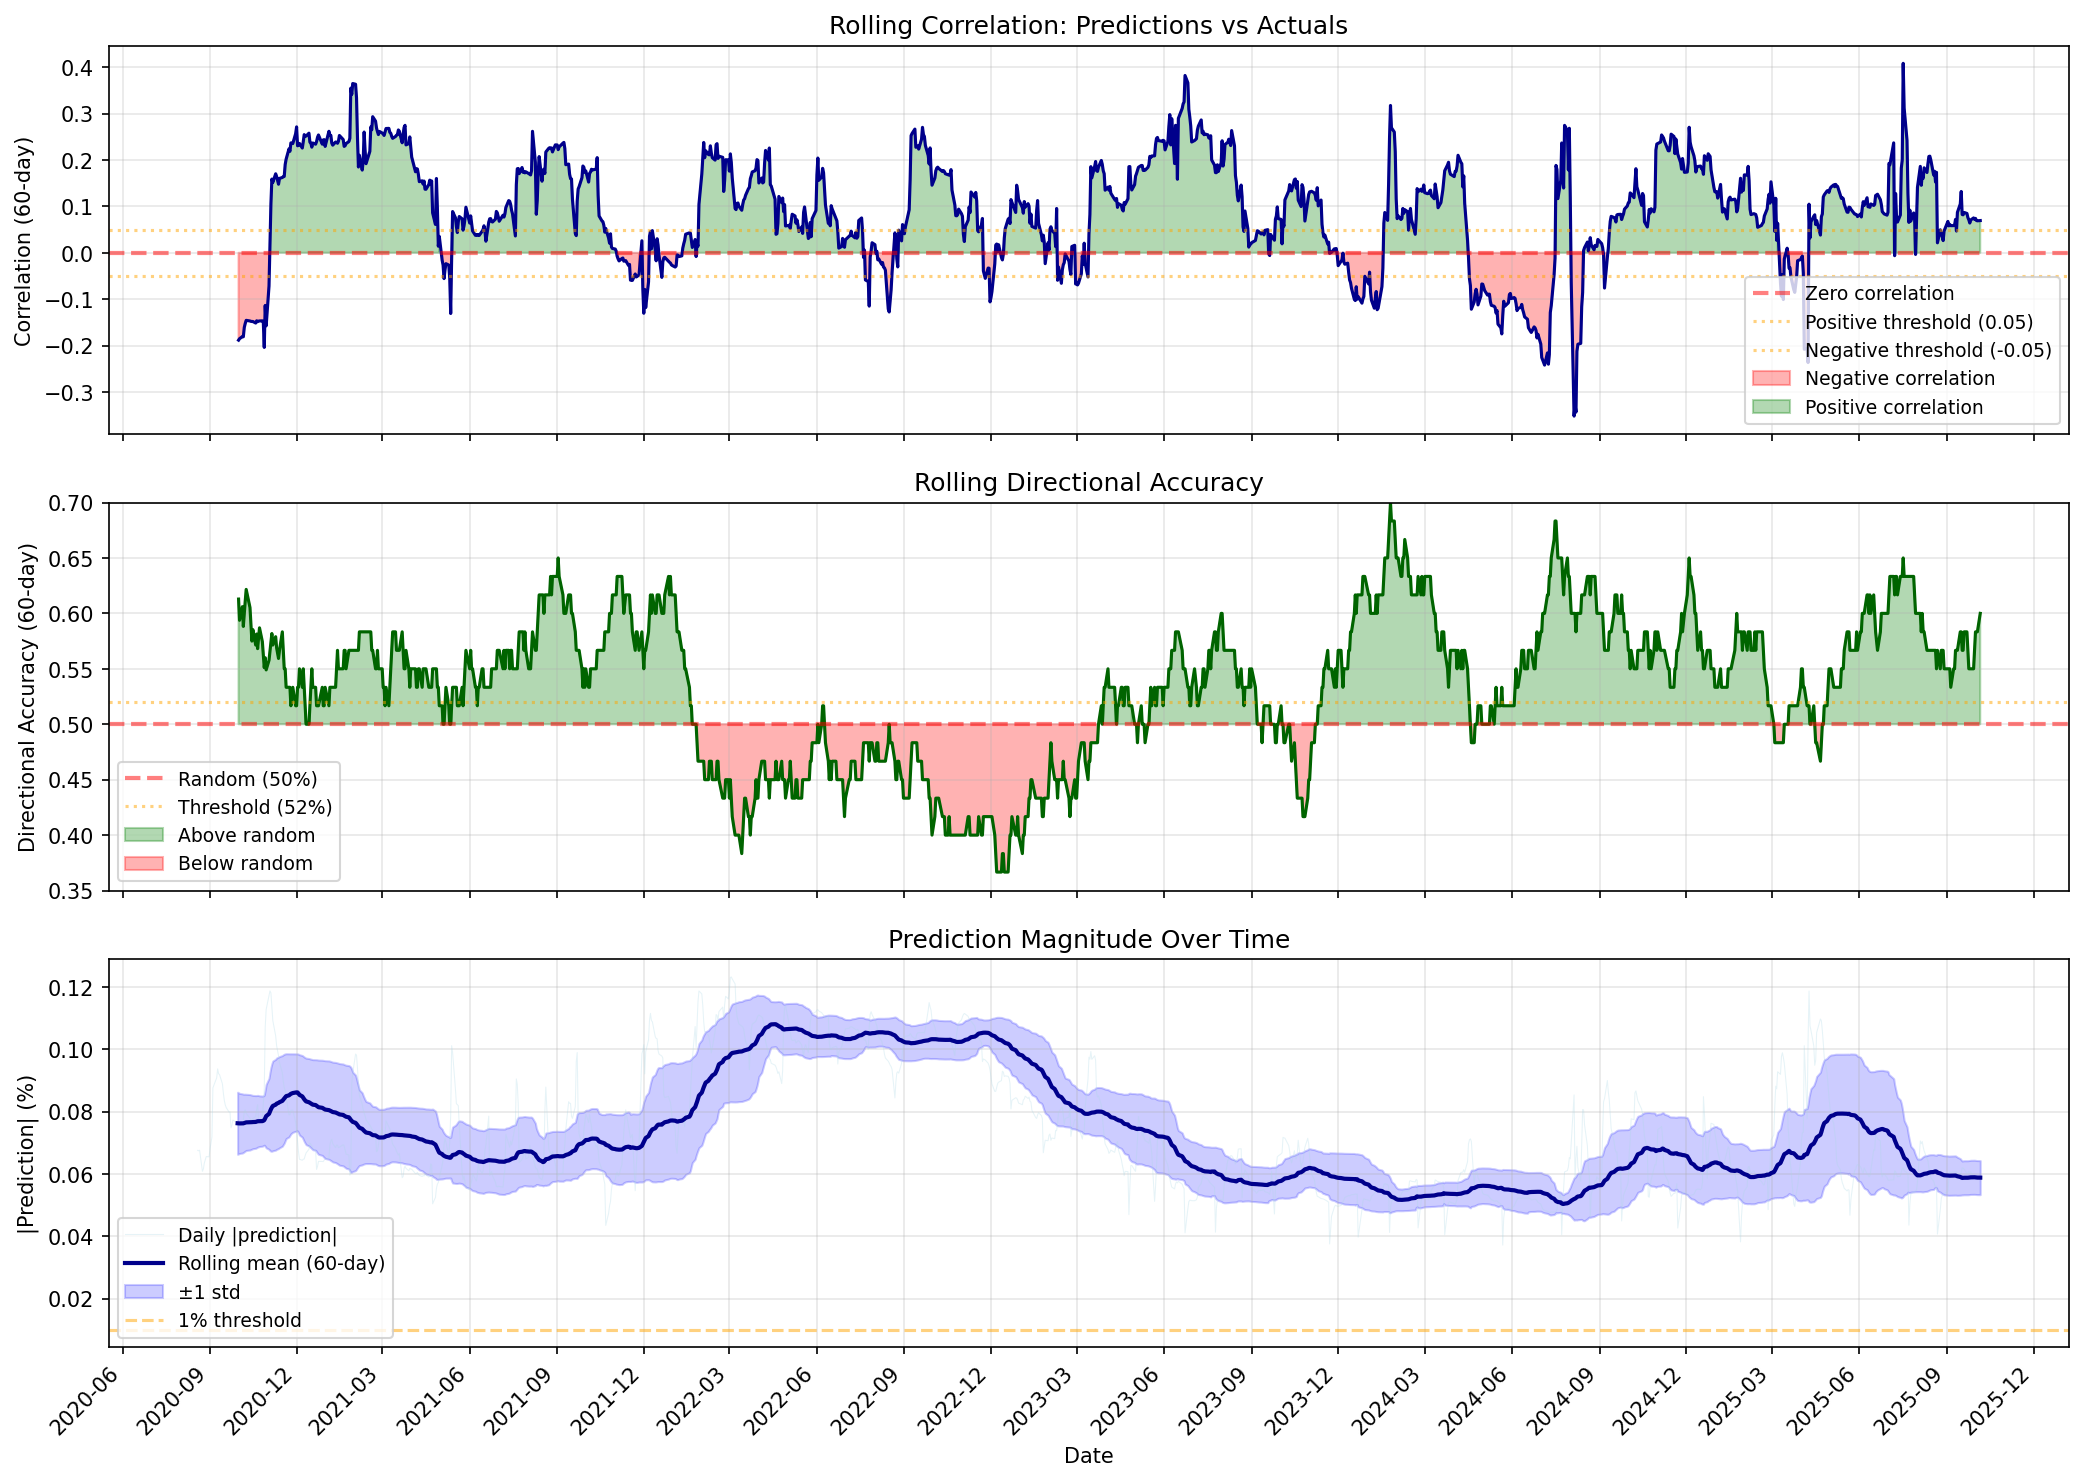 Rolling Correlation: Predictions vs Actuals
Correlation (60-day)
0.4
0.3
0.2
0.1
0.0
−0.1
−0.2
−0.3
Zero correlation
Positive threshold (0.05)
Negative threshold (-0.05)
Negative correlation
Positive correlation
Rolling Directional Accuracy
Directional Accuracy (60-day)
0.70
0.65
0.60
0.55
0.50
0.45
0.40
0.35
Random (50%)
Threshold (52%)
Above random
Below random
Prediction Magnitude Over Time
|Prediction| (%)
0.12
0.10
0.08
0.06
0.04
0.02
Daily |prediction|
Rolling mean (60-day)
±1 std
1% threshold
2020-06
2020-09
2020-12
2021-03
2021-06
2021-09
2021-12
2022-03
2022-06
2022-09
2022-12
2023-03
2023-06
2023-09
2023-12
2024-03
2024-06
2024-09
2024-12
2025-03
2025-06
2025-09
2025-12
Date